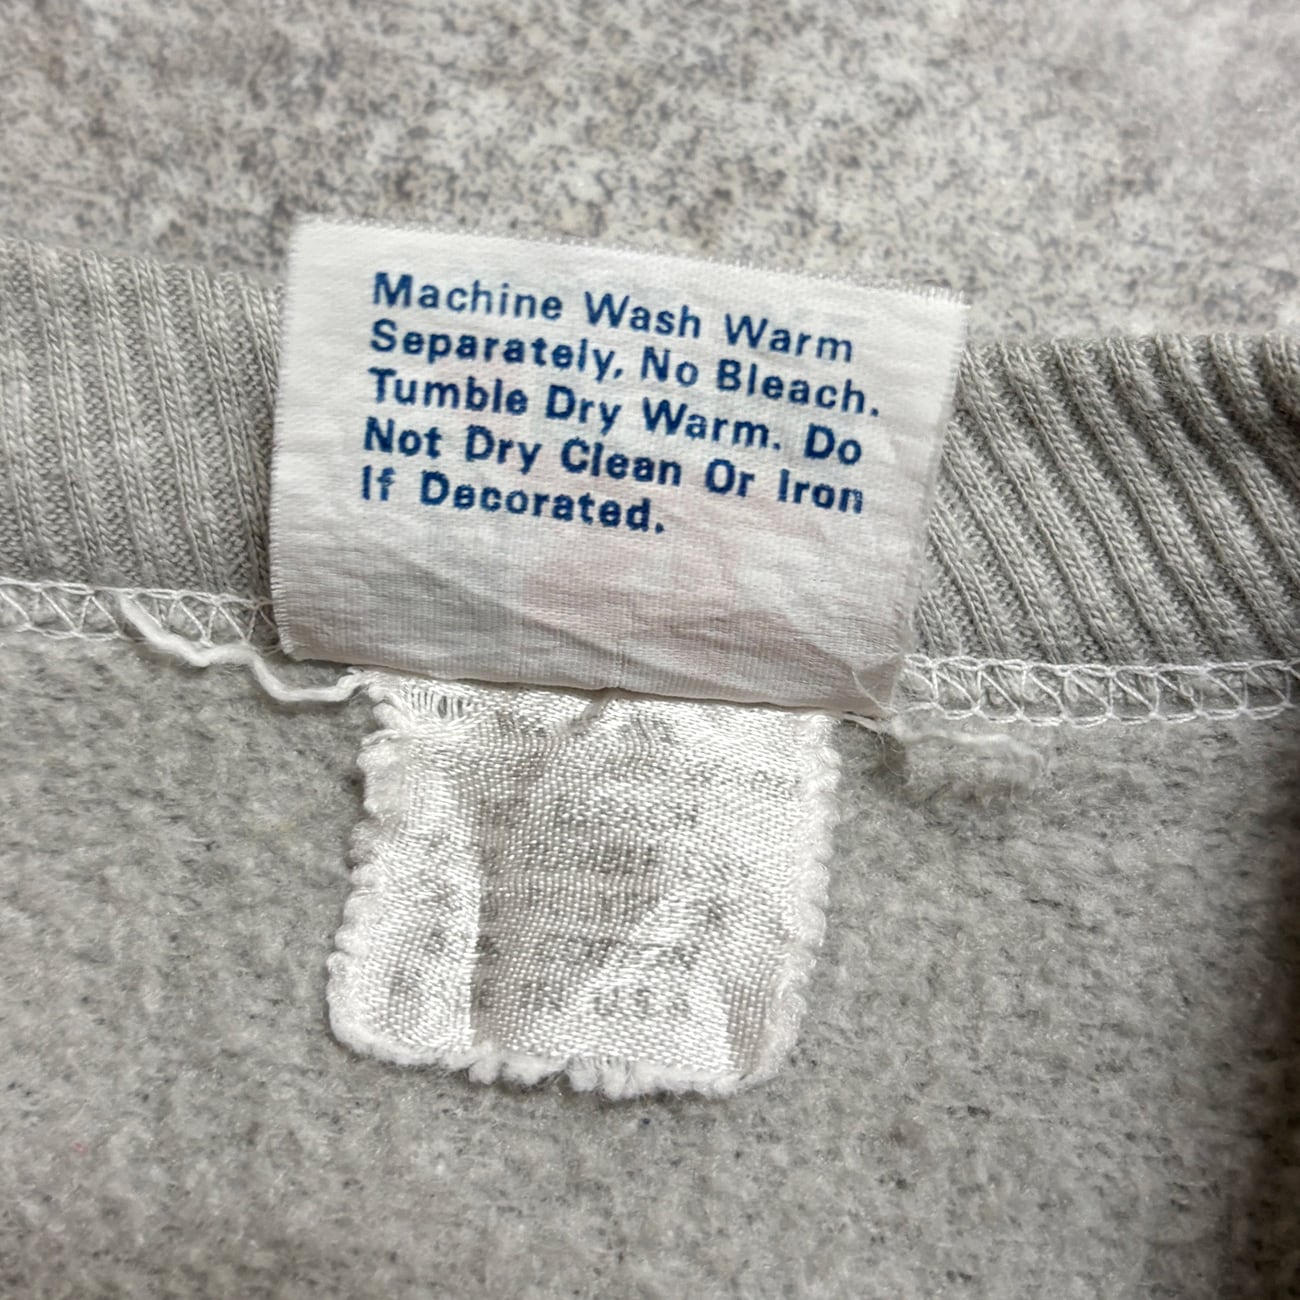 Machine Wash Warm
Separately, No Bleach.
Tumble Dry Warm. Do
Not Dry Clean Or Iron
If Decorated.
U.S.A.